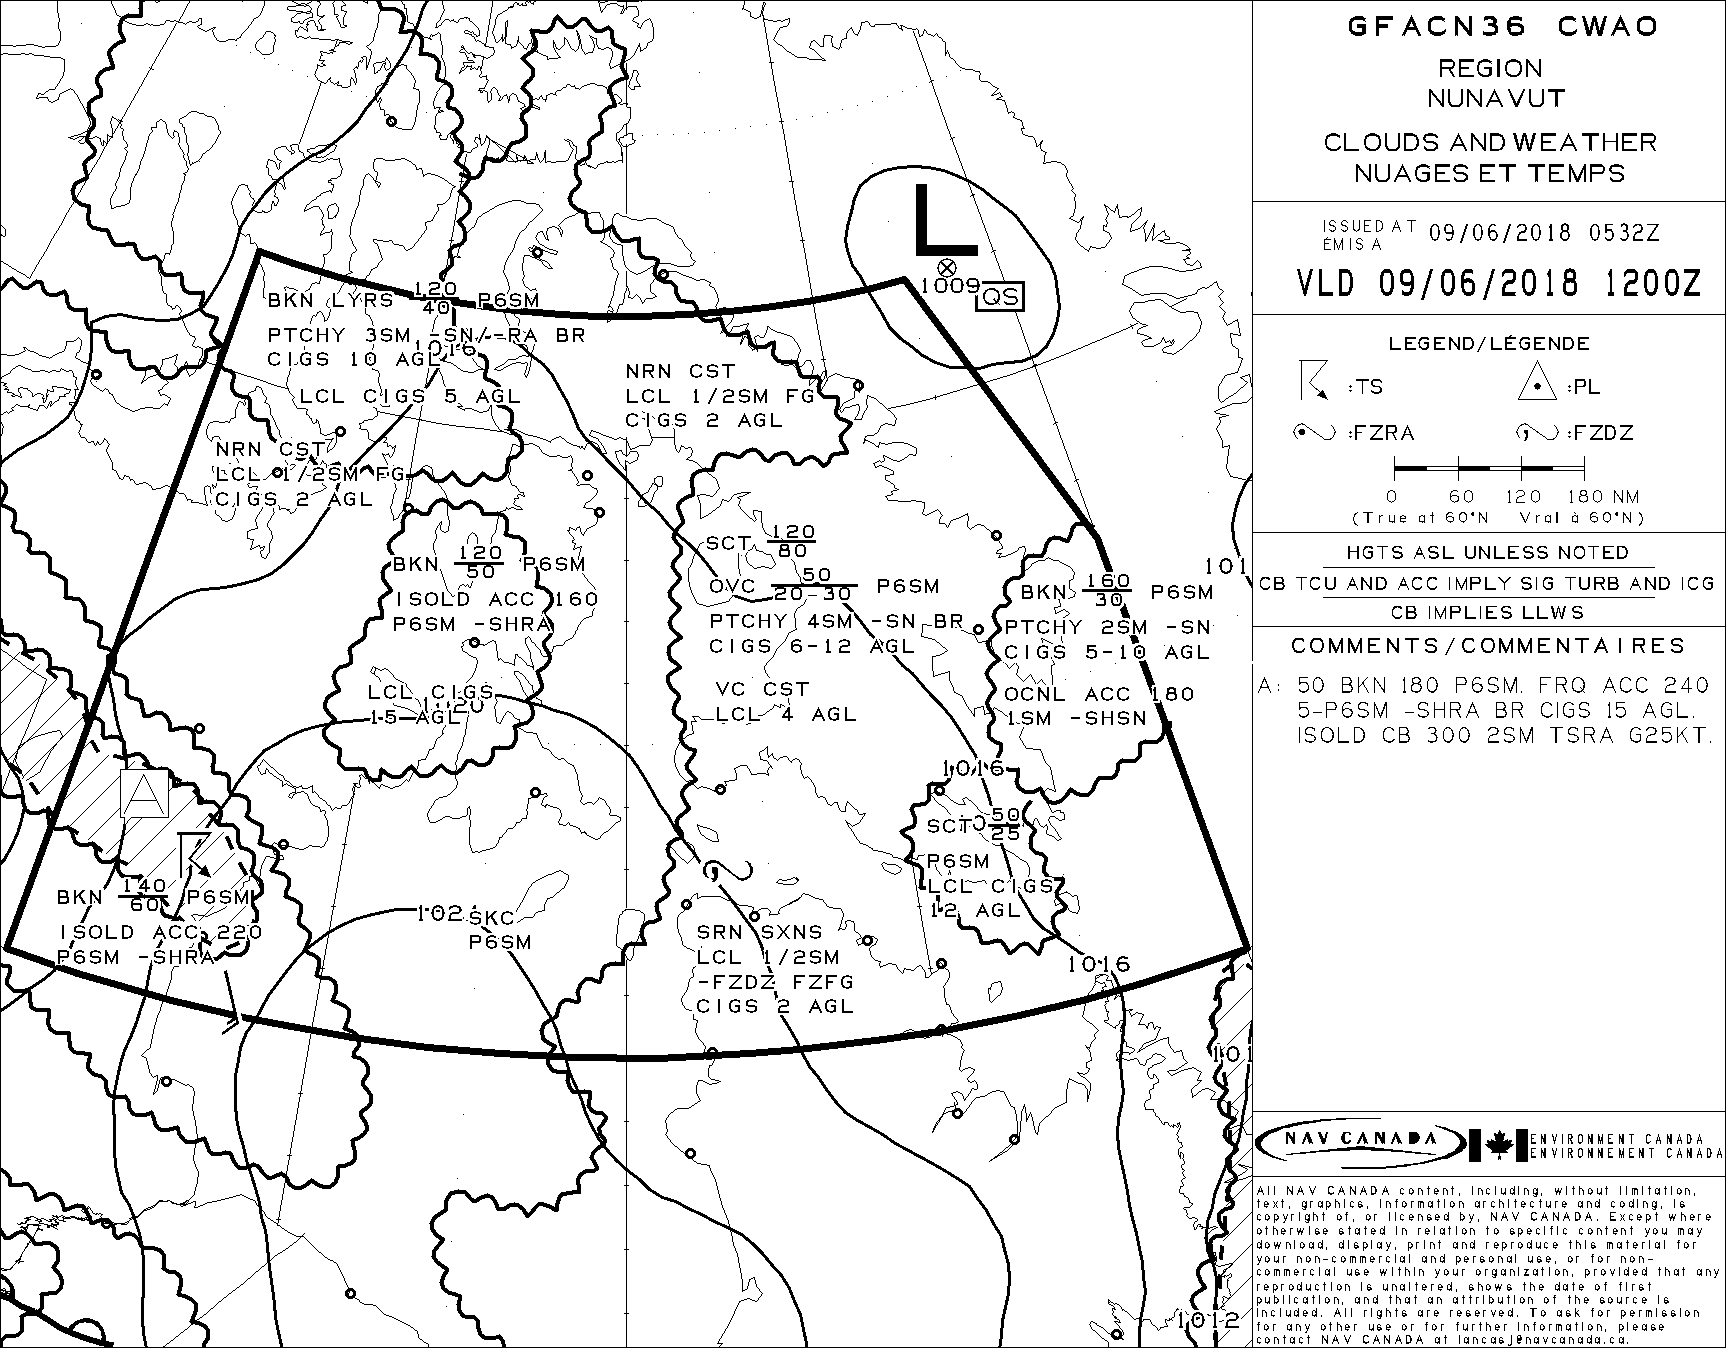 GFACN36 CWAO
REGION
NUNAVUT
CLOUDS AND WEATHER
NUAGES ET TEMPS
ISSUED AT
ÉMIS A
09/06/2018 0532Z
VLD 09/06/2018 1200Z
LEGEND/LÉGENDE
:TS
:PL
:FZRA
:FZDZ
0 60 120 180 NM
(True at 60°N Vrai à 60°N)
HGTS ASL UNLESS NOTED
CB TCU AND ACC IMPLY SIG TURB AND ICG
CB IMPLIES LLWS
COMMENTS/COMMENTAIRES
A: 50 BKN 180 P6SM. FRQ ACC 240
5-P6SM -SHRA BR CIGS 15 AGL.
ISOLD CB 300 2SM TSRA G25KT.
NAV CANADA
ENVIRONMENT CANADA
ENVIRONNEMENT CANADA
All NAV CANADA content, including, without limitation,
text, graphics, information architecture and coding, is
copyright of, or licensed by, NAV CANADA. Except where
otherwise stated in relation to specific content you may
download, display, print and reproduce this material for
your non-commercial and personal use, or for non-
commercial use within your organization, provided that any
reproduction is unaltered, shows the date of first
publication, and that an attribution of the source is
included. All rights are reserved. To ask for permission
for any other use or for further information, please
contact NAV CANADA at iancasj@navcanada.ca.
L
1009
QS
BKN LYRS 120 P6SM
40
PTCHY 3SM -SN/-RA BR
CIGS 10 AGL
1016
LCL CIGS 5 AGL
NRN CST
LCL 1/2SM FG
CIGS 2 AGL
NRN CST
LCL 1/2SM FG
CIGS 2 AGL
BKN 120 P6SM
50
ISOLD ACC 160
P6SM -SHRA
LCL CIGS
15 AGL
1020
SCT 120
80
OVC 50 P6SM
20-30
PTCHY 4SM -SN BR
CIGS 6-12 AGL
VC CST
LCL 4 AGL
101
BKN 160 P6SM
30
PTCHY 2SM -SN
CIGS 5-10 AGL
OCNL ACC 180
1SM -SHSN
1016
SCT 50
25
P6SM
LCL CIGS
12 AGL
A
BKN 140 P6SM
60
ISOLD ACC 220
P6SM -SHRA
102
SKC
P6SM
SRN SXNS
LCL 1/2SM
-FZDZ FZFG
CIGS 2 AGL
1016
101
1012